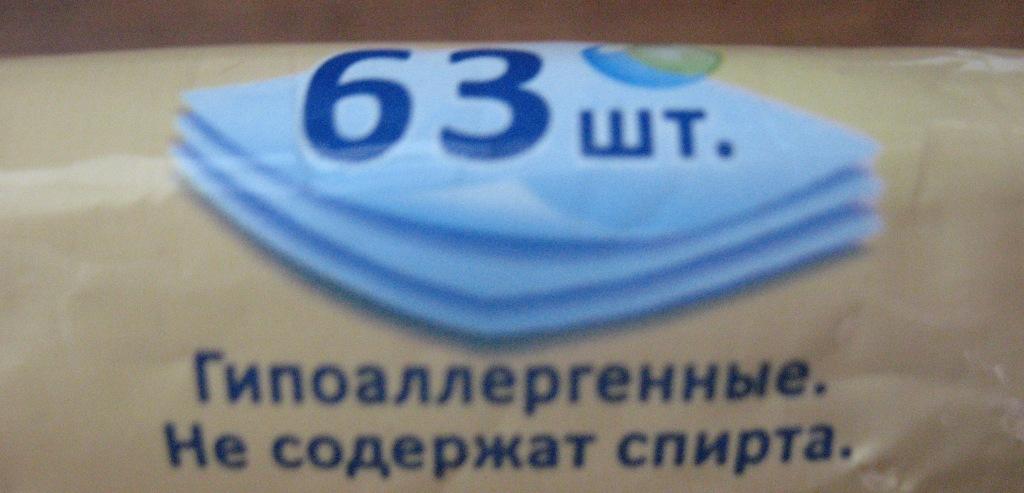 63 шт.
Гипоаллергенные.
Не содержат спирта.